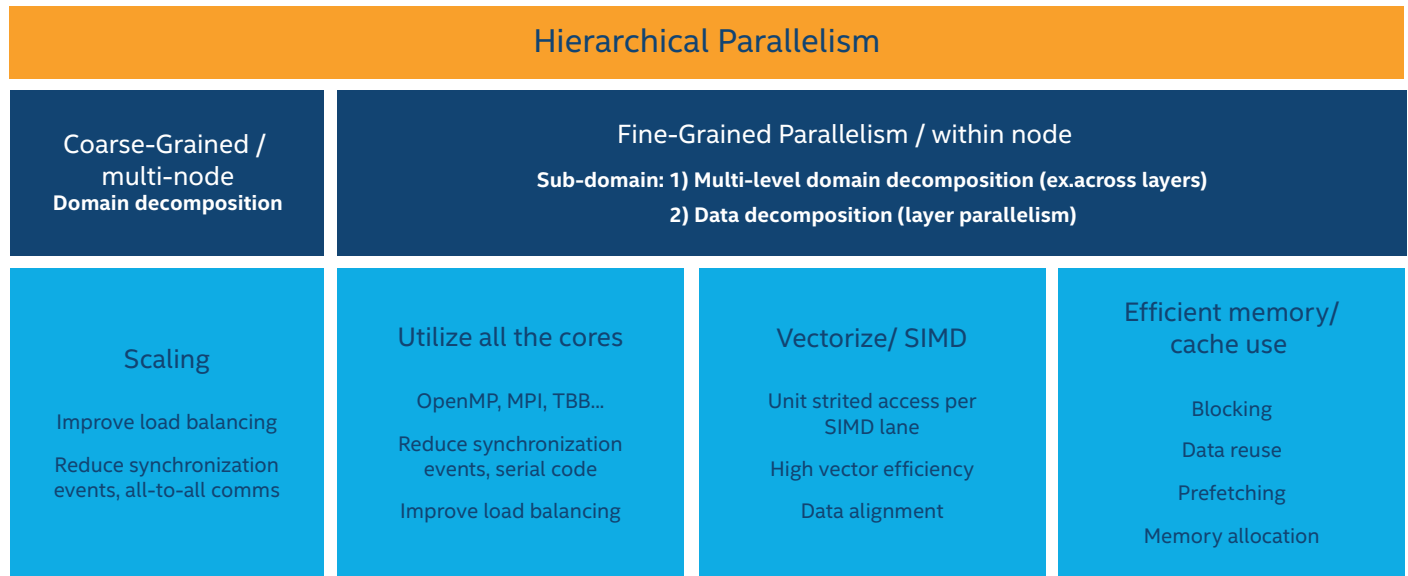 Hierarchical Parallelism
Coarse-Grained /
multi-node
Domain decomposition
Fine-Grained Parallelism / within node
Sub-domain: 1) Multi-level domain decomposition (ex.across layers)
2) Data decomposition (layer parallelism)
Scaling
Improve load balancing
Reduce synchronization
events, all-to-all comms
Utilize all the cores
OpenMP, MPI, TBB...
Reduce synchronization
events, serial code
Improve load balancing
Vectorize/ SIMD
Unit strited access per
SIMD lane
High vector efficiency
Data alignment
Efficient memory/
cache use
Blocking
Data reuse
Prefetching
Memory allocation